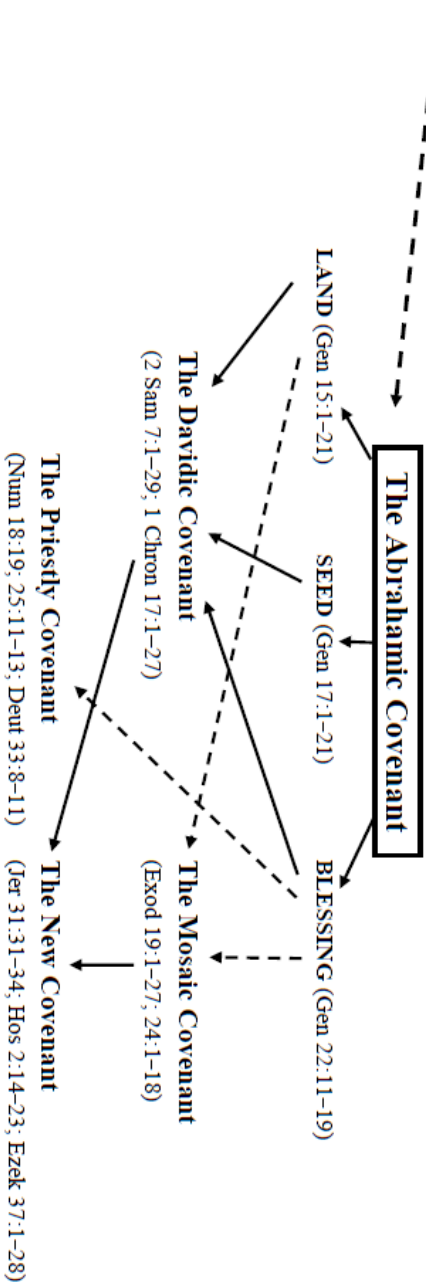 The Abrahamic Covenant
LAND (Gen 15:1–21)
SEED (Gen 17:1–21)
BLESSING (Gen 22:11–19)
The Davidic Covenant
(2 Sam 7:1–29; 1 Chron 17:1–27)
The Mosaic Covenant
(Exod 19:1–27; 24:1–18)
The Priestly Covenant
(Num 18:19; 25:11–13; Deut 33:8–11)
The New Covenant
(Jer 31:31–34; Hos 2:14–23; Ezek 37:1–28)